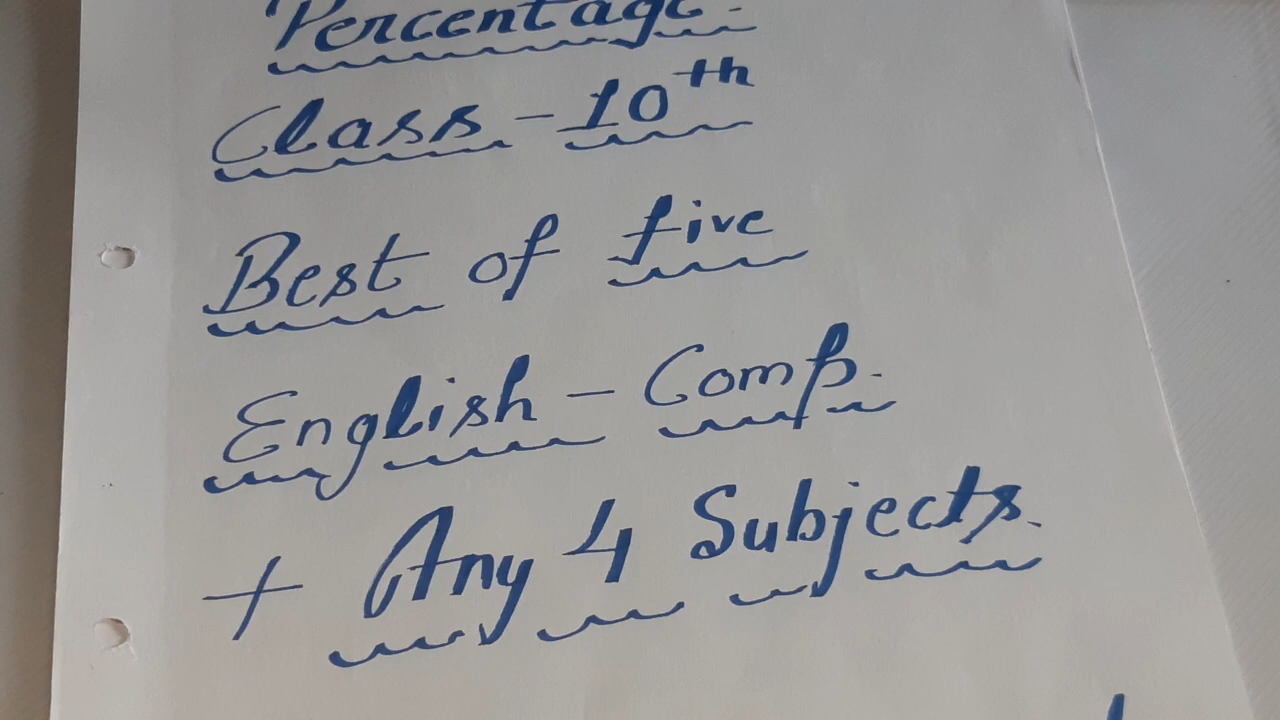 Percentage.
Class - 10th
Best of five
English - Comp.
+ Any 4 Subjects.